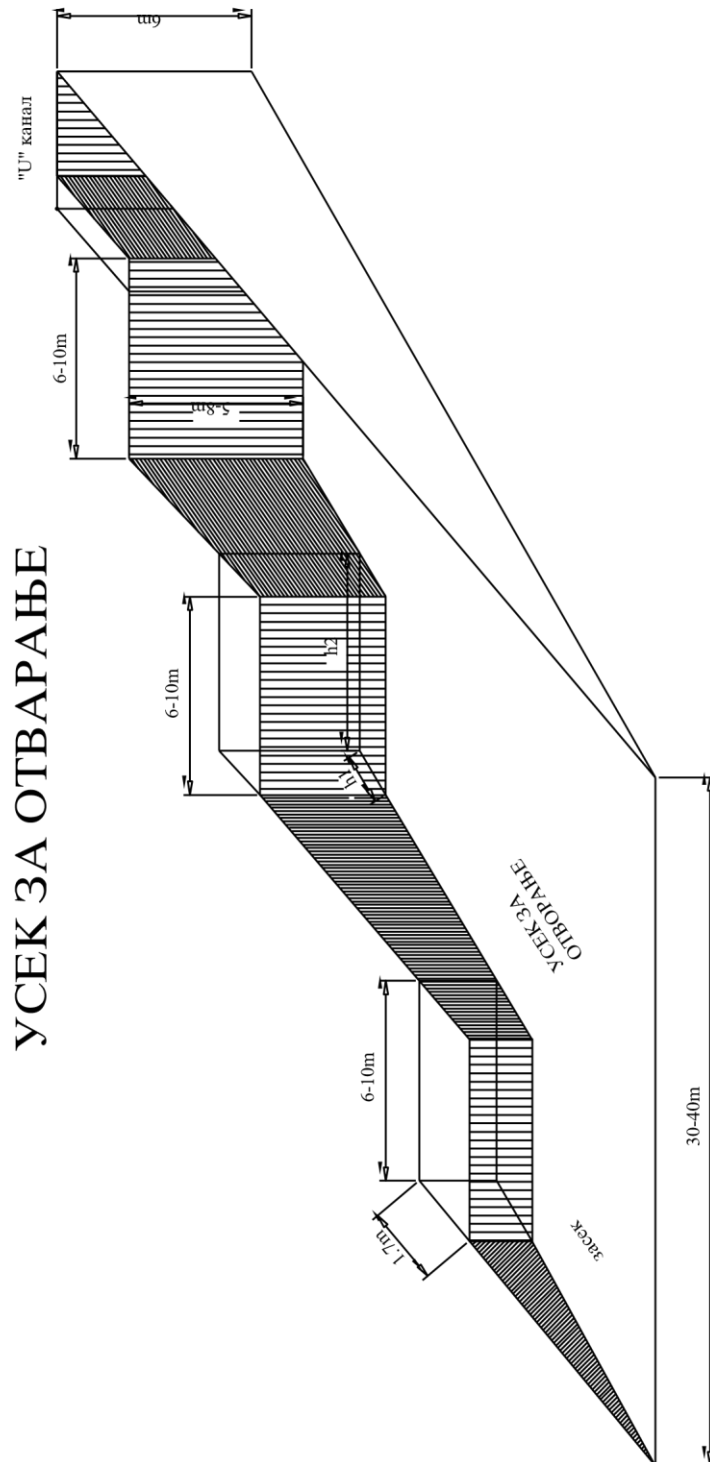 УСЕК ЗА ОТВАРАЊЕ
6m
"U" канал
6-10m
5-8m
6-10m
h2
h1
УСЕК ЗА
ОТВОРАЊЕ
6-10m
1.7m
засек
30-40m